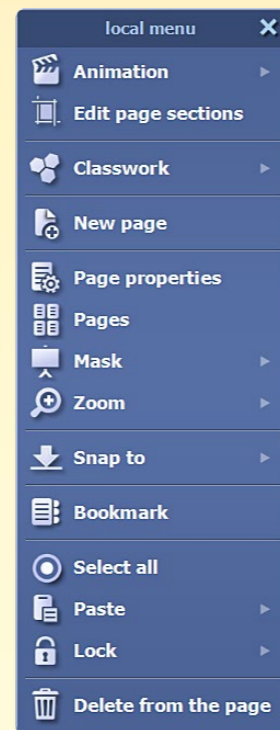 local menu
Animation
Edit page sections
Classwork
New page
Page properties
Pages
Mask
Zoom
Snap to
Bookmark
Select all
Paste
Lock
Delete from the page